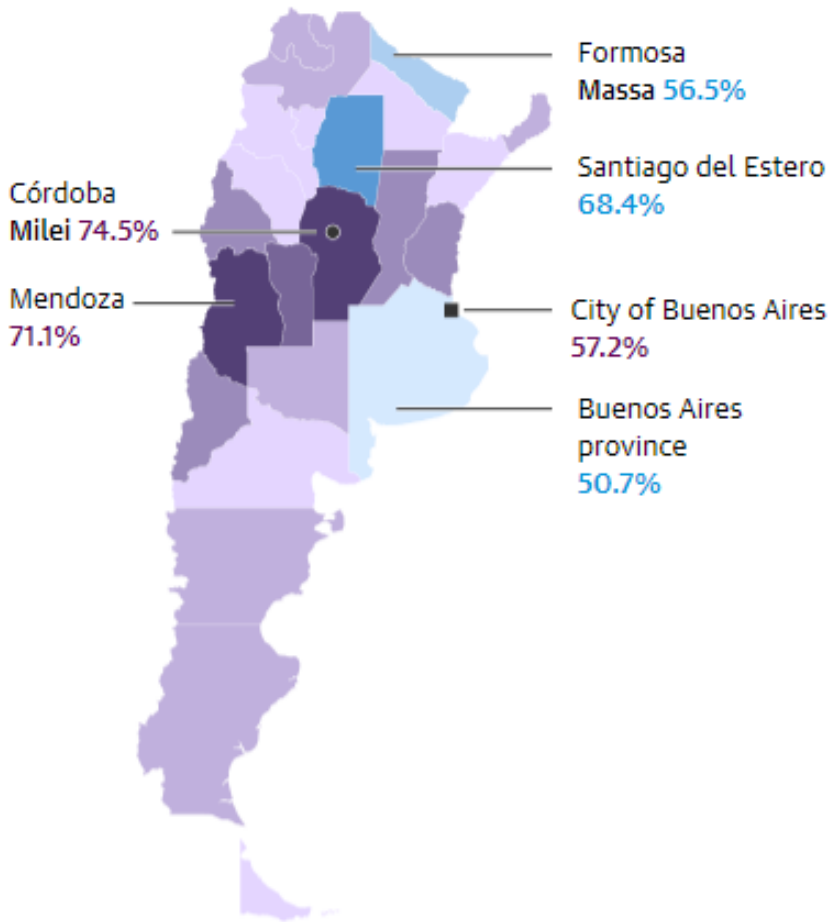 Formosa
Massa 56.5%
Santiago del Estero
68.4%
Córdoba
Milei 74.5%
Mendoza
71.1%
City of Buenos Aires
57.2%
Buenos Aires
province
50.7%